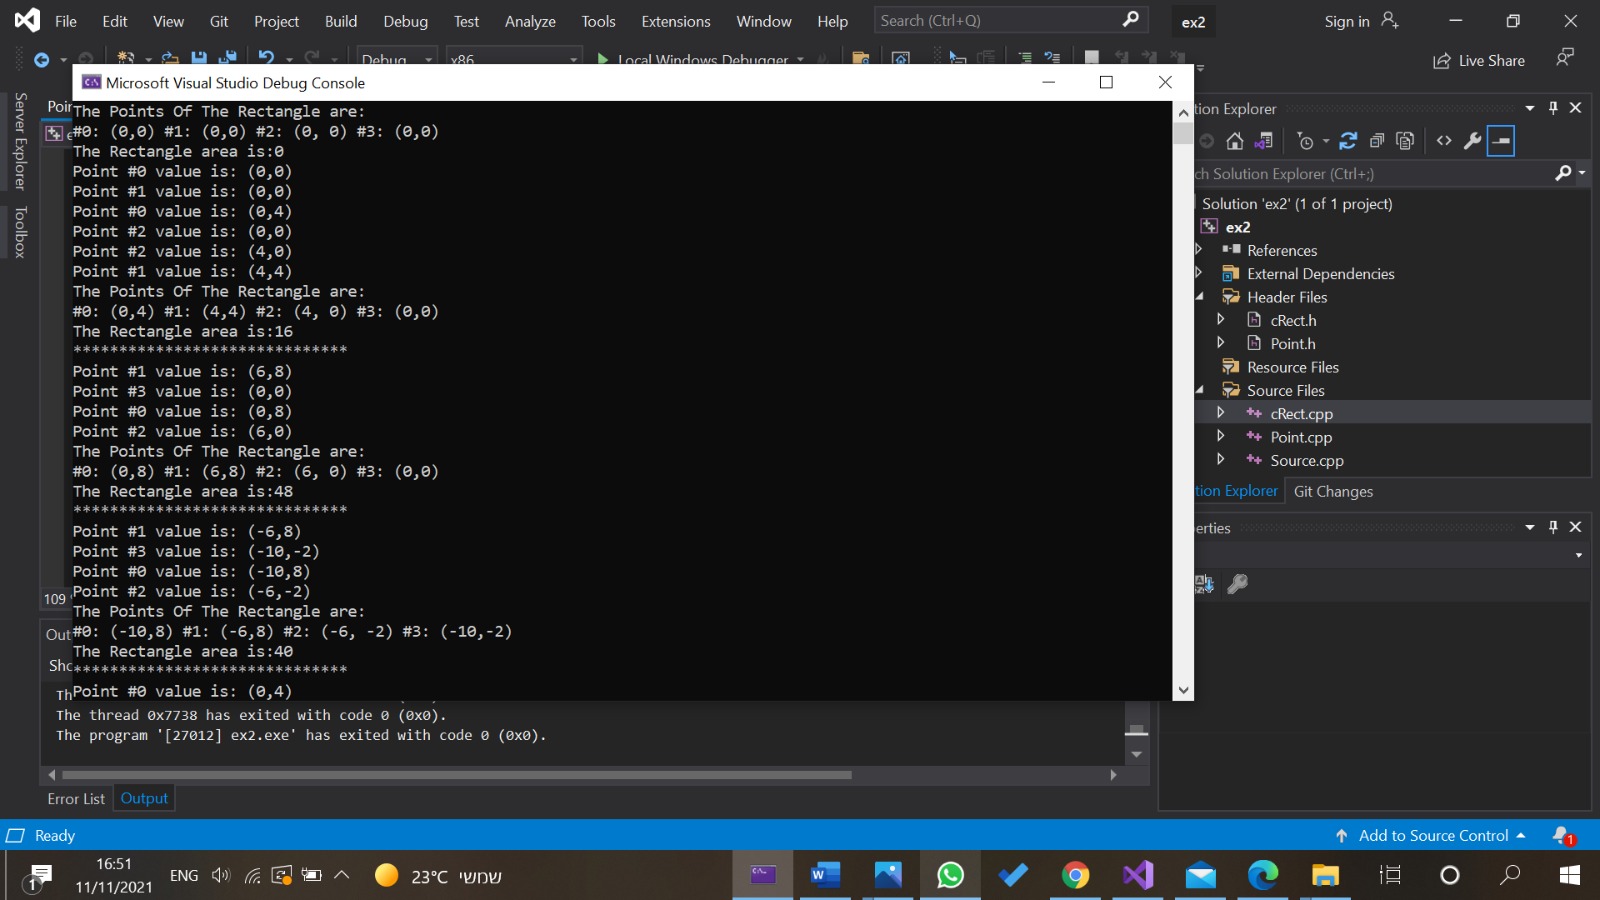 File Edit View Git Project Build Debug Test Analyze Tools Extensions Window Help Search (Ctrl+Q) ex2 Sign in
Debug x86 Local Windows Debugger Live Share
Microsoft Visual Studio Debug Console
Server Explorer
Toolbox
The Points Of The Rectangle are:
#0: (0,0) #1: (0,0) #2: (0, 0) #3: (0,0)
The Rectangle area is:0
Point #0 value is: (0,0)
Point #1 value is: (0,0)
Point #0 value is: (0,4)
Point #2 value is: (0,0)
Point #2 value is: (4,0)
Point #1 value is: (4,4)
The Points Of The Rectangle are:
#0: (0,4) #1: (4,4) #2: (4, 0) #3: (0,0)
The Rectangle area is:16
******************************
Point #1 value is: (6,8)
Point #3 value is: (0,0)
Point #0 value is: (0,8)
Point #2 value is: (6,0)
The Points Of The Rectangle are:
#0: (0,8) #1: (6,8) #2: (6, 0) #3: (0,0)
The Rectangle area is:48
******************************
Point #1 value is: (-6,8)
Point #3 value is: (-10,-2)
Point #0 value is: (-10,8)
Point #2 value is: (-6,-2)
The Points Of The Rectangle are:
#0: (-10,8) #1: (-6,8) #2: (-6, -2) #3: (-10,-2)
The Rectangle area is:40
******************************
Point #0 value is: (0,4)
109
Th
The thread 0x7738 has exited with code 0 (0x0).
The program '[27012] ex2.exe' has exited with code 0 (0x0).
Error List Output
tion Explorer
ch Solution Explorer (Ctrl+;)
Solution 'ex2' (1 of 1 project)
ex2
References
External Dependencies
Header Files
cRect.h
Point.h
Resource Files
Source Files
cRect.cpp
Point.cpp
Source.cpp
tion Explorer Git Changes
erties
Ready Add to Source Control 1
1 16:51 ENG 23°C שמשי
11/11/2021